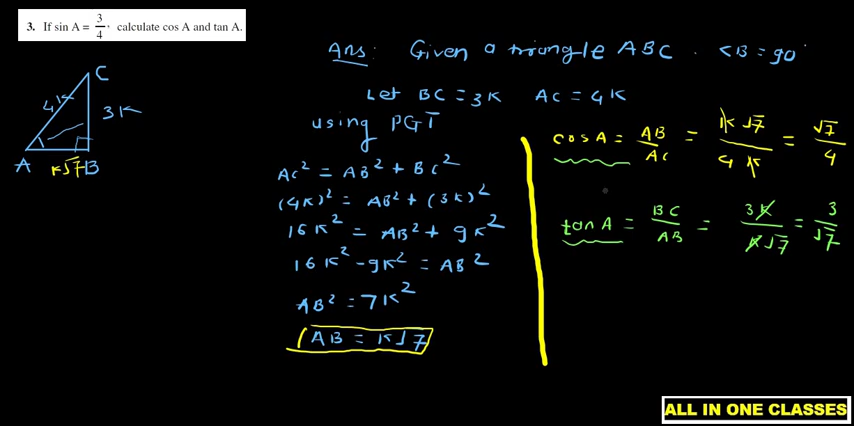 3. If sin A = 3/4, calculate cos A and tan A.
Ans: Given a triangle ABC. <B = 90°
Let BC = 3K AC = 4K
using PGT
C
4K
3K
A K√7 B
AC² = AB² + BC²
(4K)² = AB² + (3K)²
16K² = AB² + 9K²
16K² - 9K² = AB²
AB² = 7K²
AB = K√7
cos A = AB/AC = K√7/4K = √7/4
tan A = BC/AB = 3K/K√7 = 3/√7
ALL IN ONE CLASSES